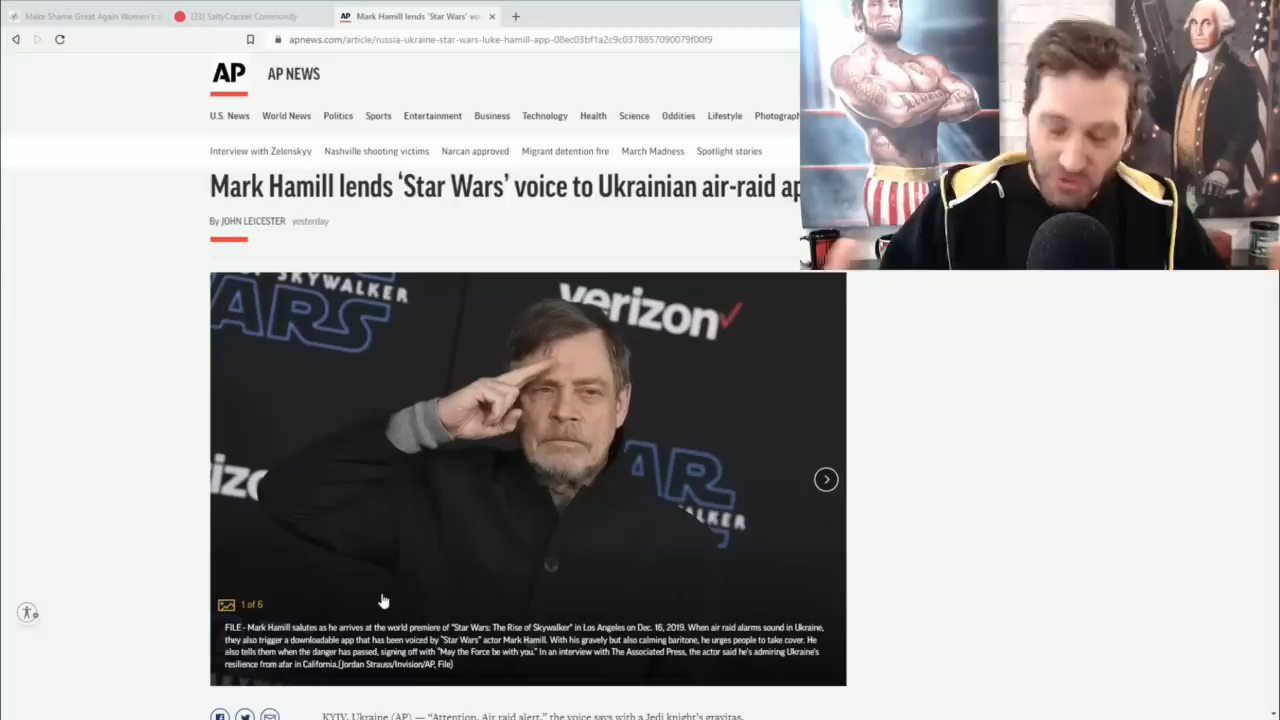 Make Shame Great Again Women's
(33) SaltyCracker Community
AP Mark Hamill lends 'Star Wars' vo
apnews.com/article/russia-ukraine-star-wars-luke-hamill-app-08ec03bf1a2c9c0378857090079f00f9
AP AP NEWS
U.S. News World News Politics Sports Entertainment Business Technology Health Science Oddities Lifestyle Photograph
Interview with Zelenskyy Nashville shooting victims Narcan approved Migrant detention fire March Madness Spotlight stories
Mark Hamill lends 'Star Wars' voice to Ukrainian air-raid ap
By JOHN LEICESTER yesterday
SKYWALKER
WARS
verizon
AR
LKER
1 of 6
FILE - Mark Hamill salutes as he arrives at the world premiere of "Star Wars: The Rise of Skywalker" in Los Angeles on Dec. 16, 2019. When air raid alarms sound in Ukraine,
they also trigger a downloadable app that has been voiced by "Star Wars" actor Mark Hamill. With his gravely but also calming baritone, he urges people to take cover. He
also tells them when the danger has passed, signing off with "May the Force be with you." In an interview with The Associated Press, the actor said he's admiring Ukraine's
resilience from afar in California.(Jordan Strauss/Invision/AP, File)
KYIV, Ukraine (AP) — "Attention. Air raid alert," the voice says with a Jedi knight's gravitas.